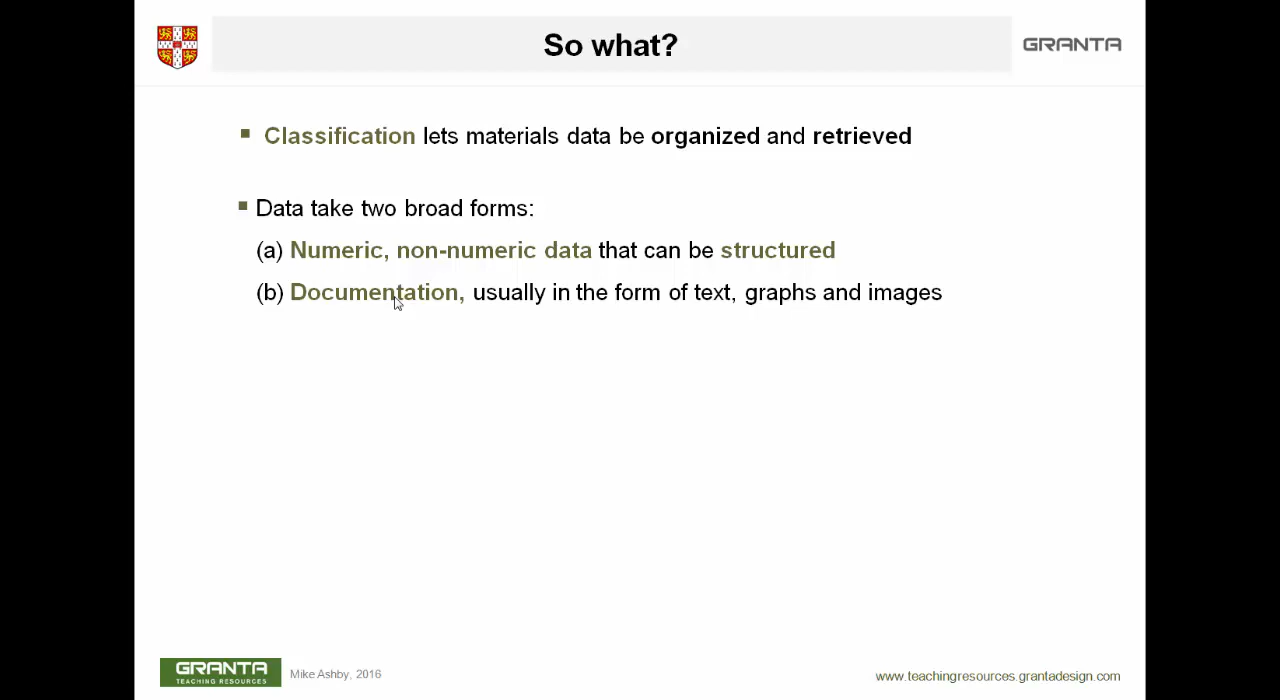 So what?
GRANTA
Classification lets materials data be organized and retrieved
Data take two broad forms:
(a) Numeric, non-numeric data that can be structured
(b) Documentation, usually in the form of text, graphs and images
GRANTA
TEACHING RESOURCES
Mike Ashby, 2016
www.teachingresources.grantadesign.com